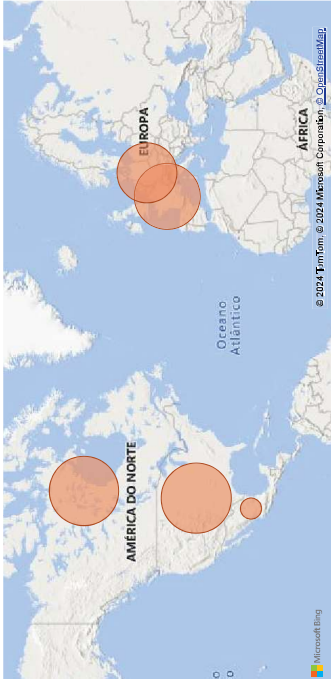 AMÉRICA DO NORTE
EUROPA
Oceano
Atlântico
ÁFRICA
Microsoft Bing
© 2024 TomTom, © 2024 Microsoft Corporation, © OpenStreetMap